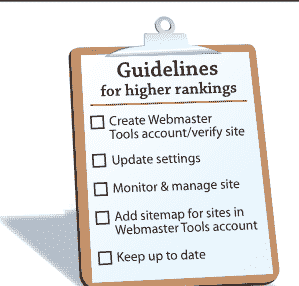 Guidelines
for higher rankings
Create Webmaster
Tools account/verify site
Update settings
Monitor & manage site
Add sitemap for sites in
Webmaster Tools account
Keep up to date